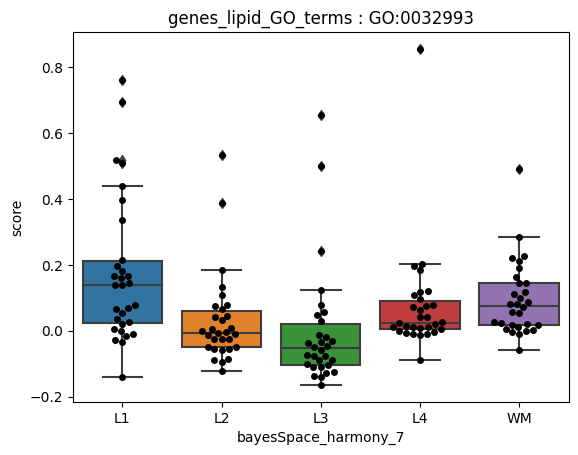 genes_lipid_GO_terms : GO:0032993
score
0.8
0.6
0.4
0.2
0.0
−0.2
L1 L2 L3 L4 WM
bayesSpace_harmony_7